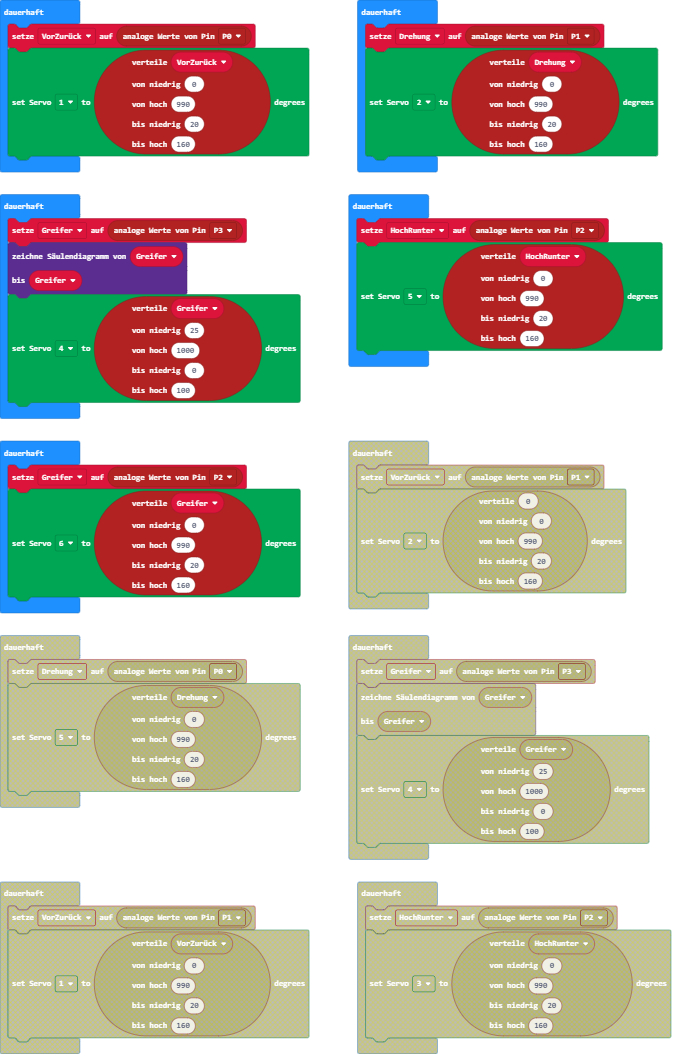 dauerhaft
setze VorZurück auf analoge Werte von Pin P0
verteile VorZurück
von niedrig 0
set Servo 1 to von hoch 990 degrees
bis niedrig 20
bis hoch 160
dauerhaft
setze Drehung auf analoge Werte von Pin P1
verteile Drehung
von niedrig 0
set Servo 2 to von hoch 990 degrees
bis niedrig 20
bis hoch 160
dauerhaft
setze Greifer auf analoge Werte von Pin P3
zeichne Säulendiagramm von Greifer
bis Greifer
verteile Greifer
von niedrig 25
set Servo 4 to von hoch 1000 degrees
bis niedrig 0
bis hoch 100
dauerhaft
setze HochRunter auf analoge Werte von Pin P2
verteile HochRunter
von niedrig 0
set Servo 5 to von hoch 990 degrees
bis niedrig 20
bis hoch 160
dauerhaft
setze Greifer auf analoge Werte von Pin P2
verteile Greifer
von niedrig 0
set Servo 6 to von hoch 990 degrees
bis niedrig 20
bis hoch 160
dauerhaft
setze VorZurück auf analoge Werte von Pin P1
verteile 0
von niedrig 0
set Servo 2 to von hoch 990 degrees
bis niedrig 20
bis hoch 160
dauerhaft
setze Drehung auf analoge Werte von Pin P0
verteile Drehung
von niedrig 0
set Servo 5 to von hoch 990 degrees
bis niedrig 20
bis hoch 160
dauerhaft
setze Greifer auf analoge Werte von Pin P3
zeichne Säulendiagramm von Greifer
bis Greifer
verteile Greifer
von niedrig 25
set Servo 4 to von hoch 1000 degrees
bis niedrig 0
bis hoch 100
dauerhaft
setze VorZurück auf analoge Werte von Pin P1
verteile VorZurück
von niedrig 0
set Servo 1 to von hoch 990 degrees
bis niedrig 20
bis hoch 160
dauerhaft
setze HochRunter auf analoge Werte von Pin P2
verteile HochRunter
von niedrig 0
set Servo 3 to von hoch 990 degrees
bis niedrig 20
bis hoch 160